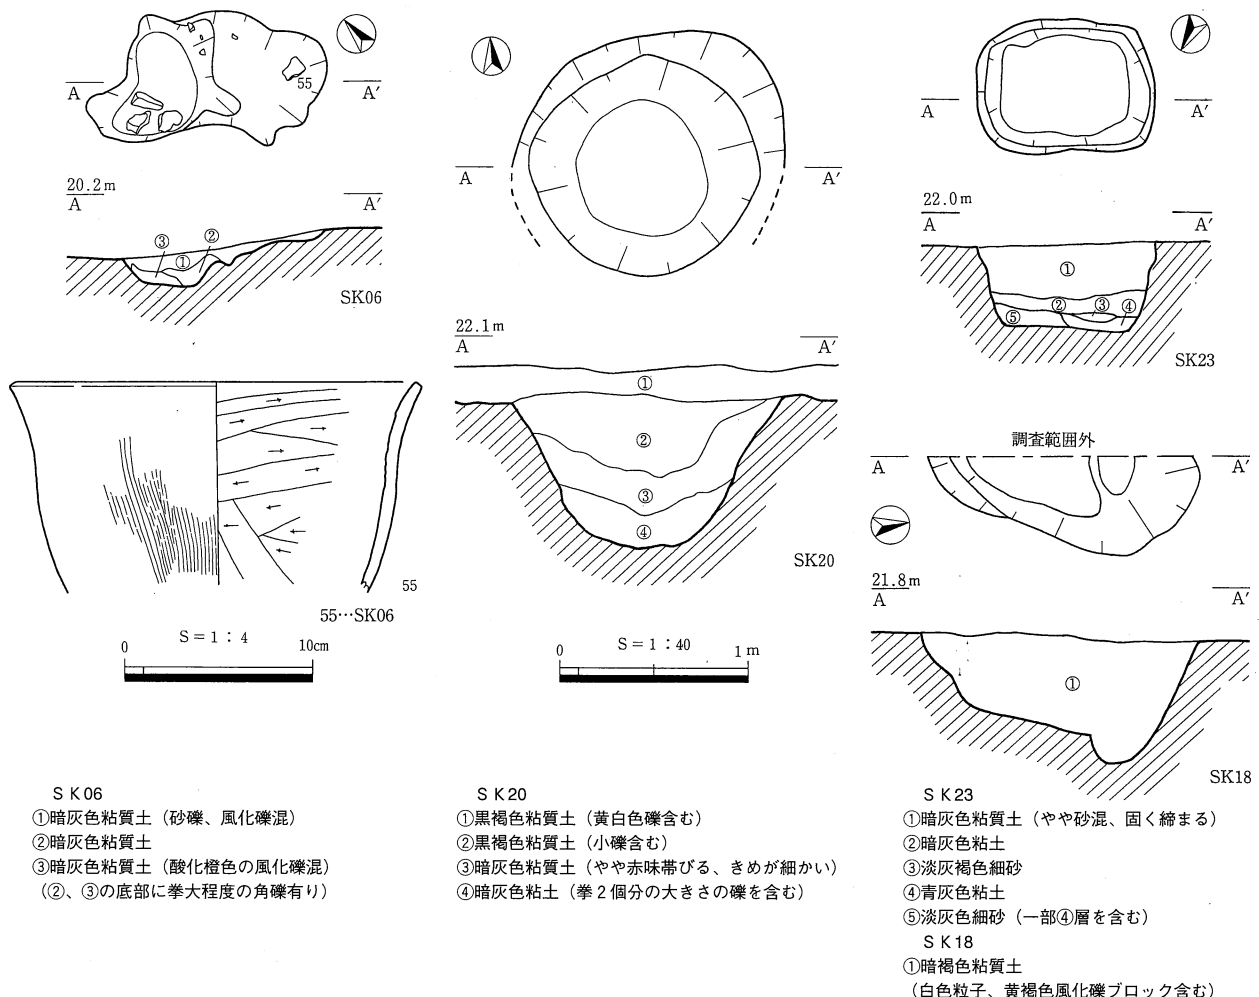 55
A
A′
20.2m
A
A′
③
②
①
SK06
55
55…SK06
S＝1：4
0
10cm
A
A′
22.1m
A
A′
①
②
③
④
SK20
S＝1：40
0
1m
A
A′
22.0m
A
A′
①
②
③
④
⑤
SK23
調査範囲外
A
A′
21.8m
A
A′
①
SK18
SK06
①暗灰色粘質土（砂礫、風化礫混）
②暗灰色粘質土
③暗灰色粘質土（酸化橙色の風化礫混）
（②、③の底部に拳大程度の角礫有り）
SK20
①黒褐色粘質土（黄白色礫含む）
②黒褐色粘質土（小礫含む）
③暗灰色粘質土（やや赤味帯びる、きめが細かい）
④暗灰色粘土（拳２個分の大きさの礫を含む）
SK23
①暗灰色粘質土（やや砂混、固く締まる）
②暗灰色粘土
③淡灰褐色細砂
④青灰色粘土
⑤淡灰色細砂（一部④層を含む）
SK18
①暗褐色粘質土
（白色粒子、黄褐色風化礫ブロック含む）